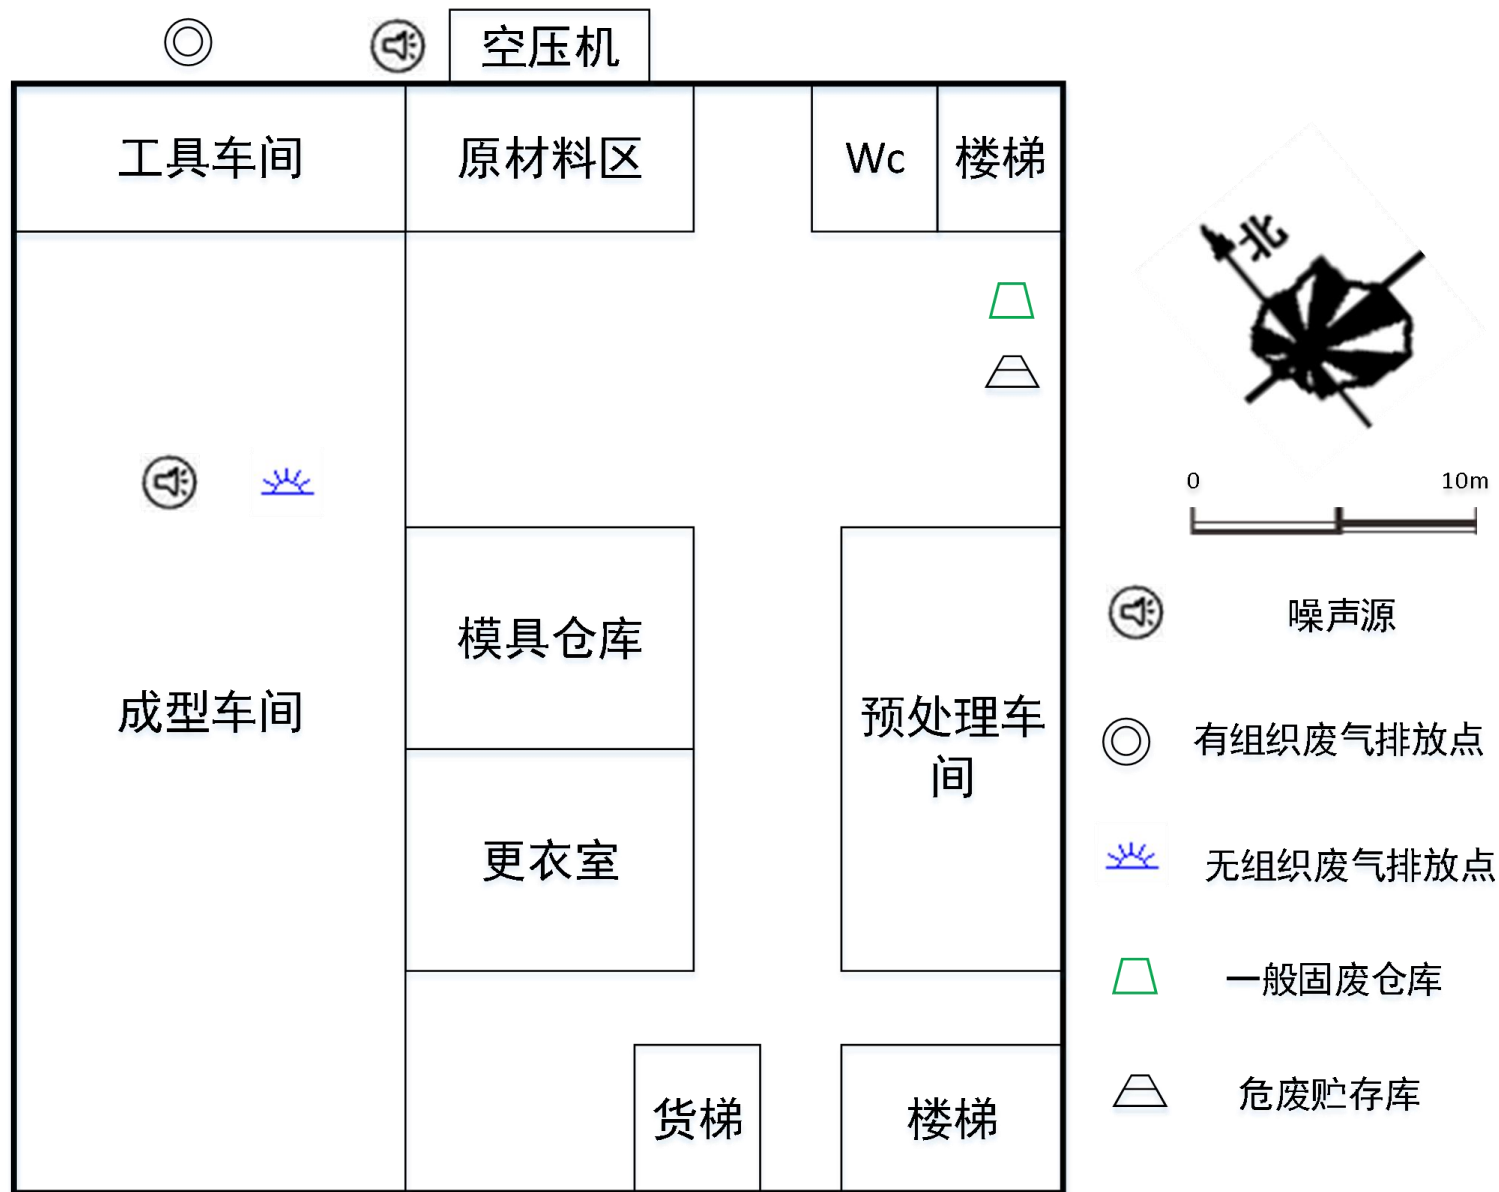 空压机
工具车间
原材料区
Wc
楼梯
北
0
10m
噪声源
模具仓库
成型车间
预处理车
间
有组织废气排放点
更衣室
无组织废气排放点
一般固废仓库
货梯
楼梯
危废贮存库